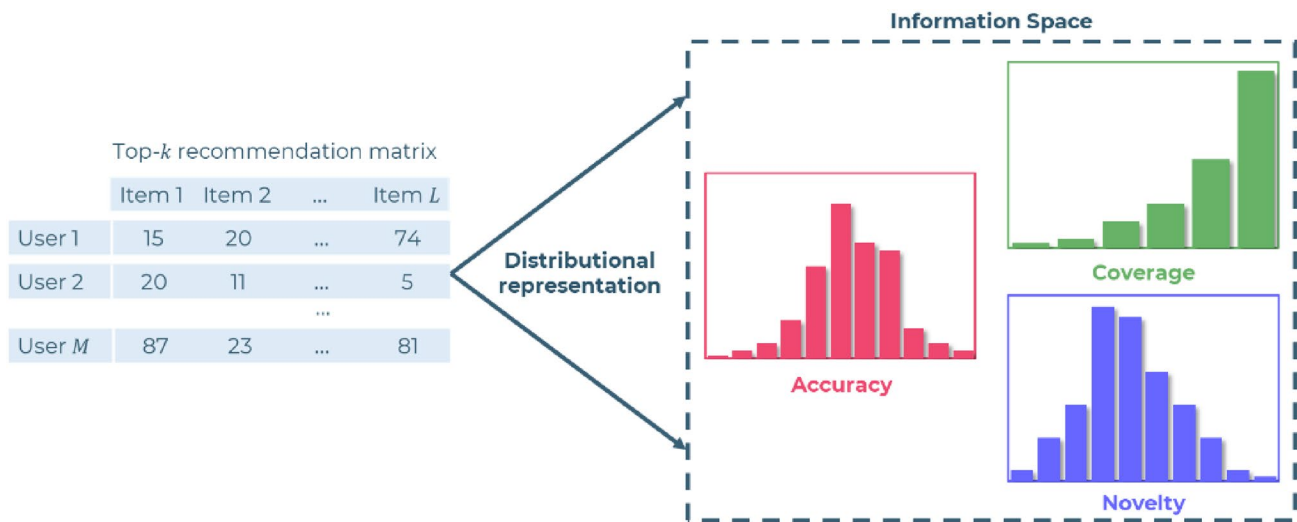 Information Space
Top-k recommendation matrix
Item 1 Item 2 ... Item L
User 1 15 20 ... 74
User 2 20 11 ... 5
...
User M 87 23 ... 81
Distributional
representation
Accuracy
Coverage
Novelty